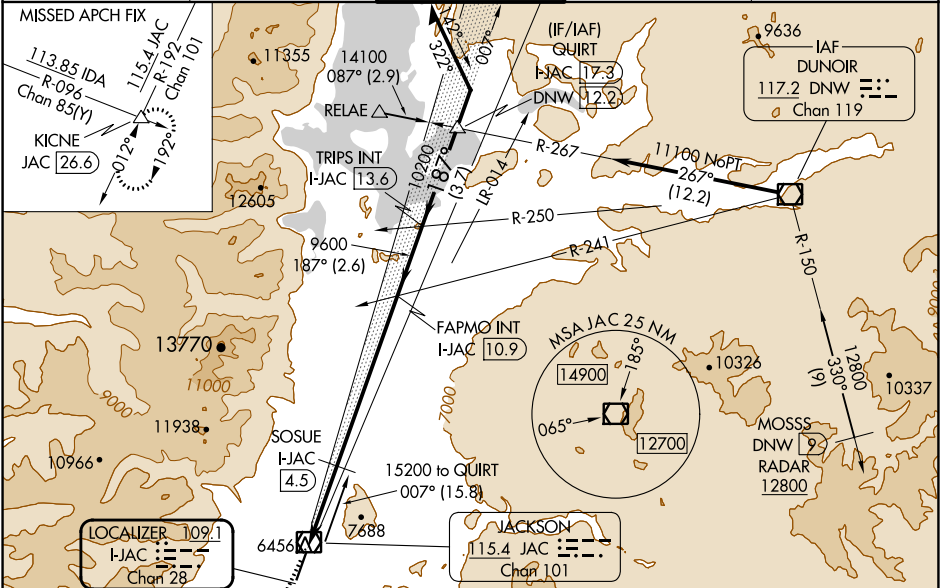 MISSED APCH FIX
113.85 IDA
R-096
Chan 85(Y)
115.4 JAC
R-192
Chan 101
KICNE
JAC 26.6
012°
192°
11355
12605
14100
087° (2.9)
RELAE
142°
322°
007°
(IF/IAF)
QUIRT
I-JAC 17.3
DNW 12.2
9636
IAF
DUNOIR
117.2 DNW
Chan 119
TRIPS INT
I-JAC 13.6
10200
187°
(3.7)
LR-014
R-267
11100 NoPT
267°
(12.2)
R-250
R-241
R-150
9600
187° (2.6)
FAPMO INT
I-JAC 10.9
13770
11000
9000
11938
10966
MSA JAC 25 NM
185°
14900
065°
12700
7000
10326
12800
330°
(9)
9000
10337
MOSSS
DNW 9
RADAR
12800
SOSUE
I-JAC
4.5
15200 to QUIRT
007° (15.8)
7688
6456
LOCALIZER 109.1
I-JAC
Chan 28
JACKSON
115.4 JAC
Chan 101